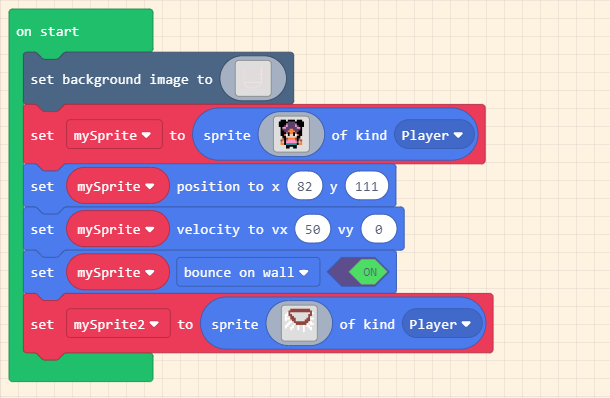 on start
set background image to
set mySprite to sprite of kind Player
set mySprite position to x 82 y 111
set mySprite velocity to vx 50 vy 0
set mySprite bounce on wall ON
set mySprite2 to sprite of kind Player